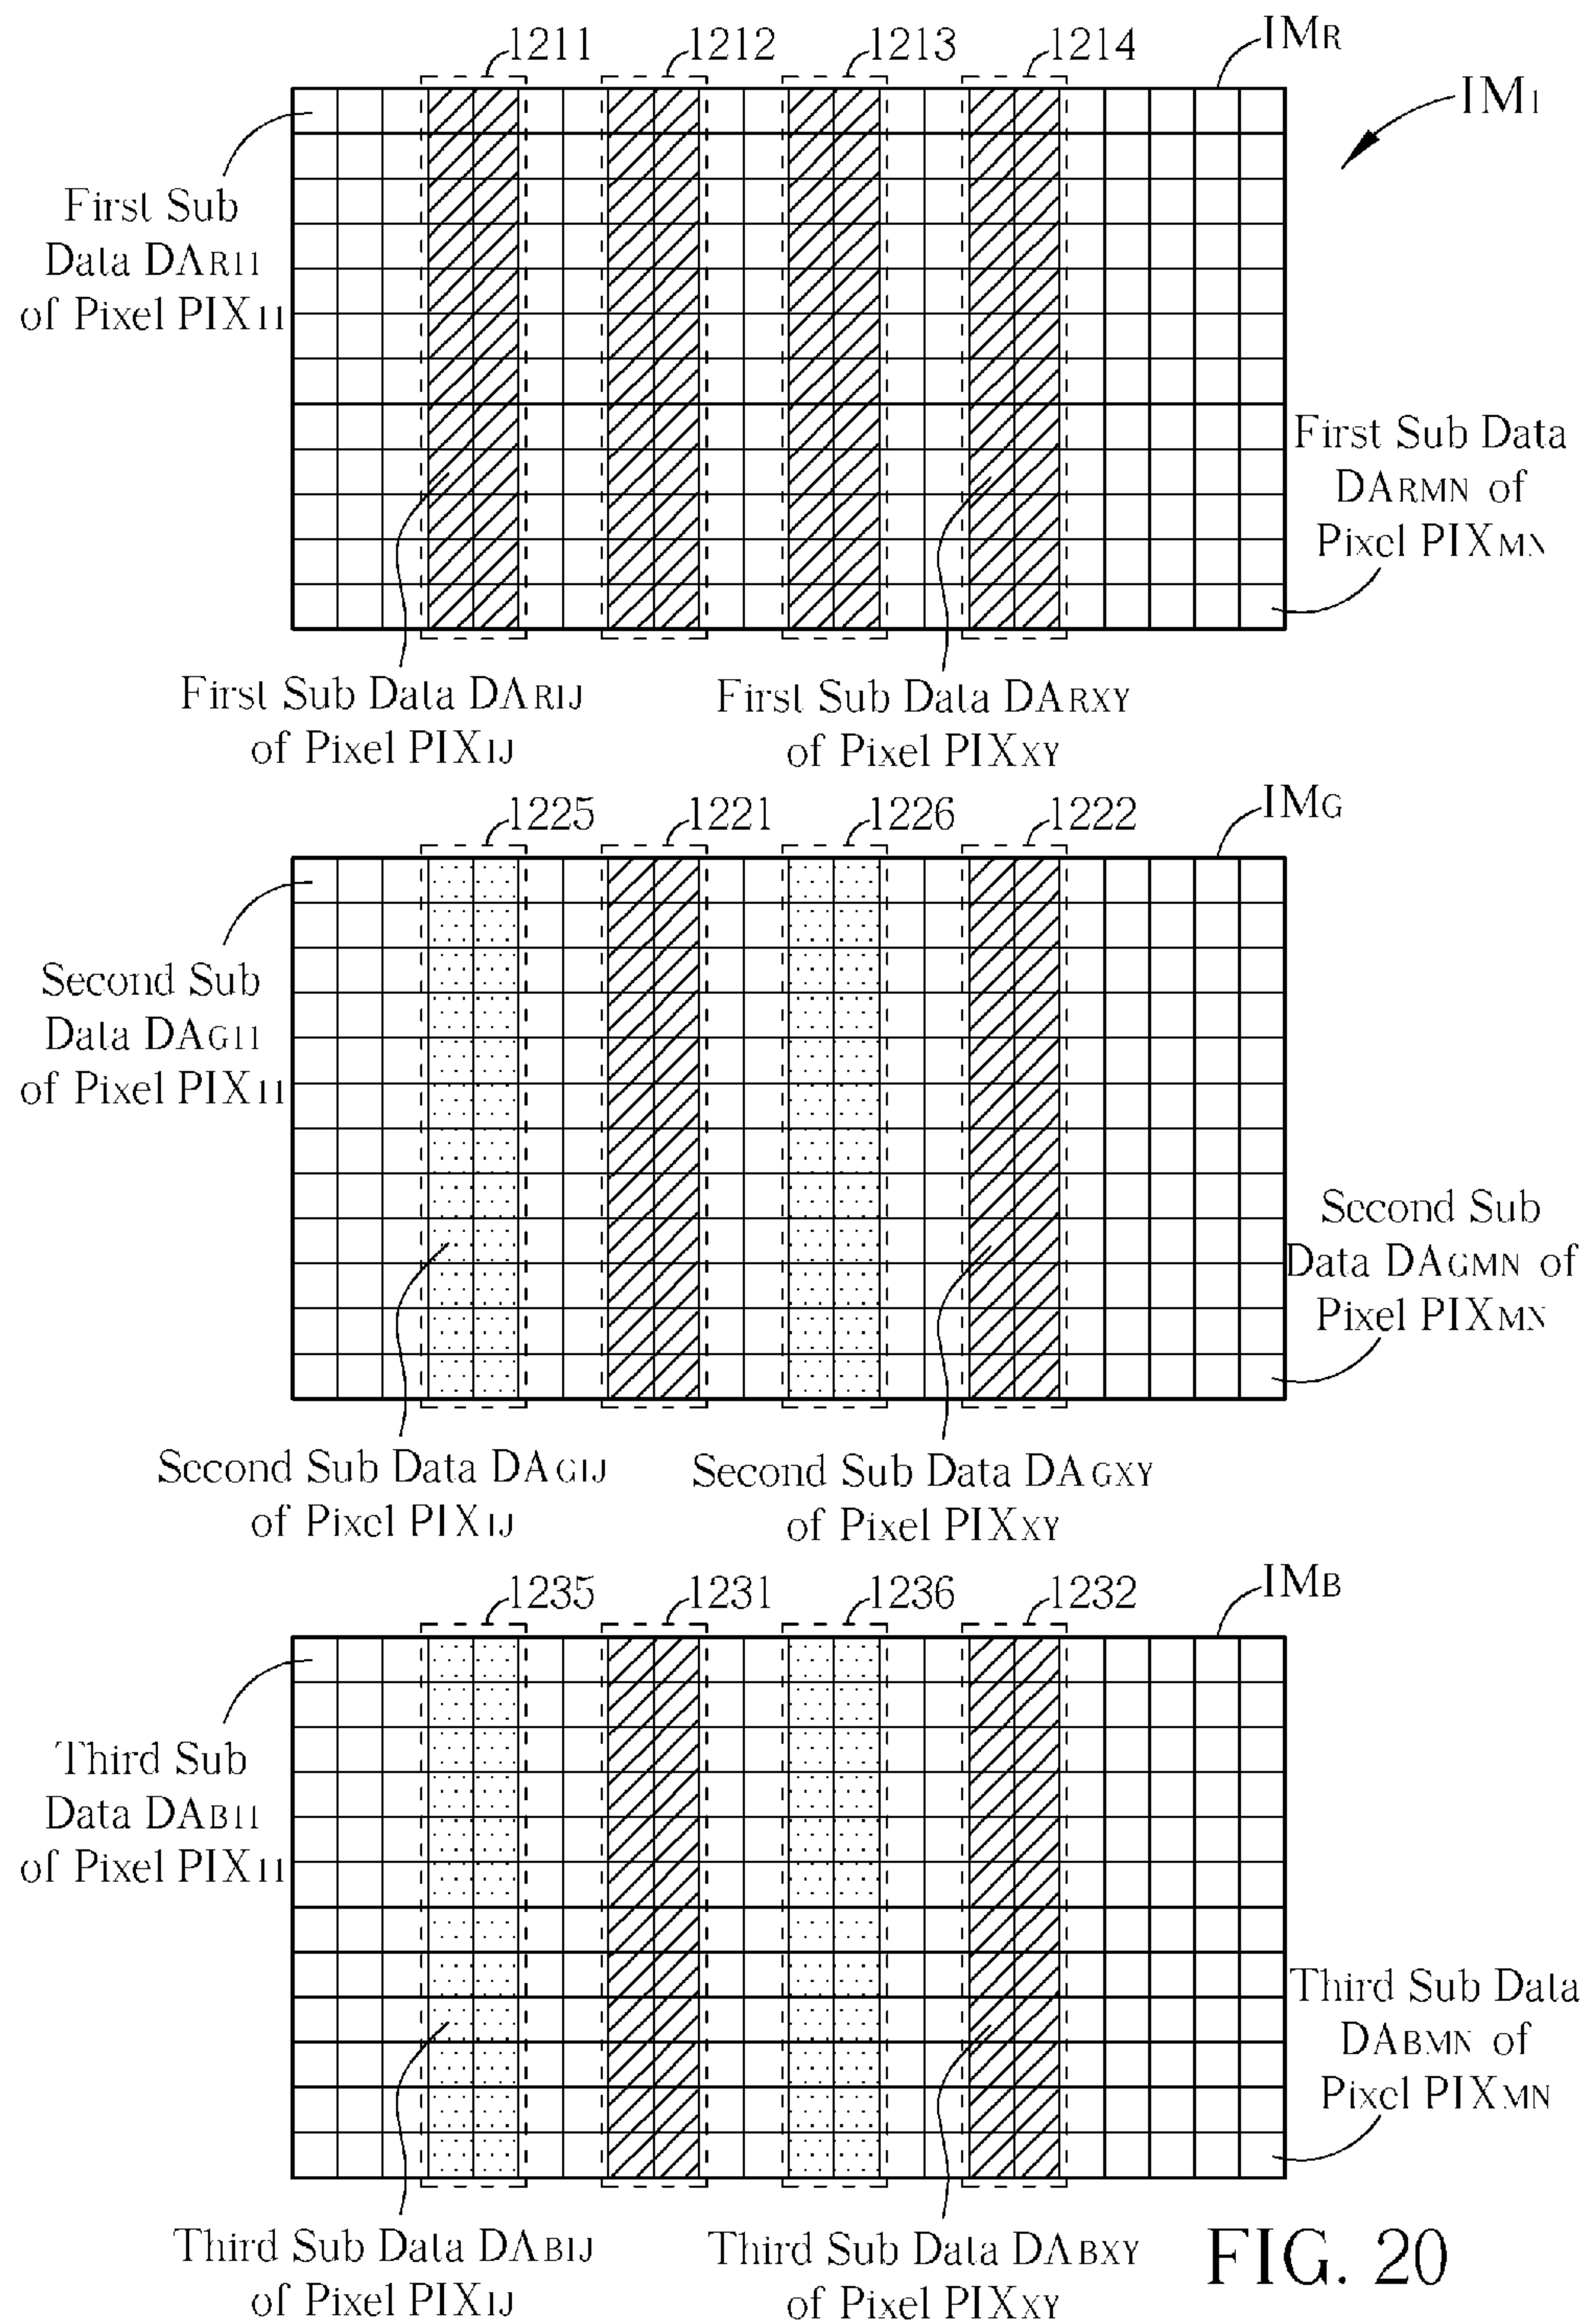 1211 1212 1213 1214 IMR
IM1
First Sub
Data DAR11
of Pixel PIX11
First Sub Data
DARMN of
Pixel PIXMN
First Sub Data DARIJ
of Pixel PIXIJ
First Sub Data DARXY
of Pixel PIXXY
1225 1221 1226 1222 IMG
Second Sub
Data DAG11
of Pixel PIX11
Second Sub
Data DAGMN of
Pixel PIXMN
Second Sub Data DAGIJ
of Pixel PIXIJ
Second Sub Data DAGXY
of Pixel PIXXY
1235 1231 1236 1232 IMB
Third Sub
Data DAB11
of Pixel PIX11
Third Sub Data
DABMN of
Pixel PIXMN
Third Sub Data DABIJ
of Pixel PIXIJ
Third Sub Data DABXY
of Pixel PIXXY
FIG. 20